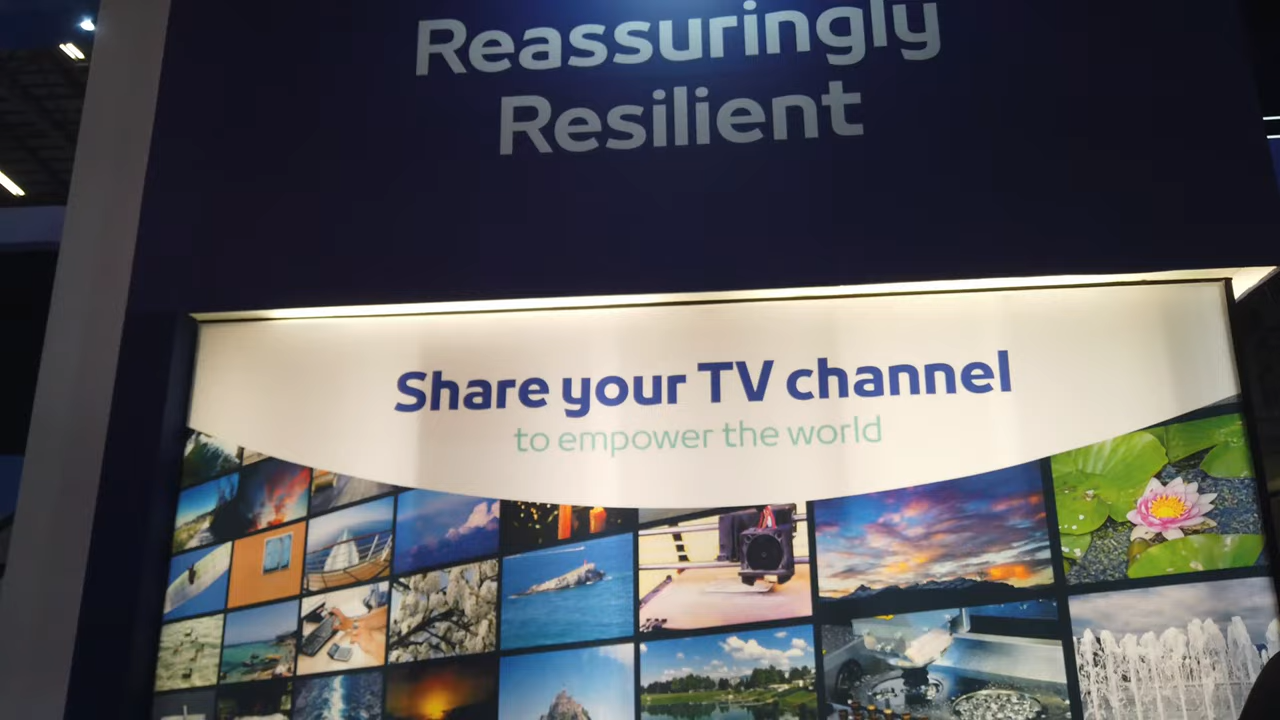 Reassuringly
Resilient
Share your TV channel
to empower the world